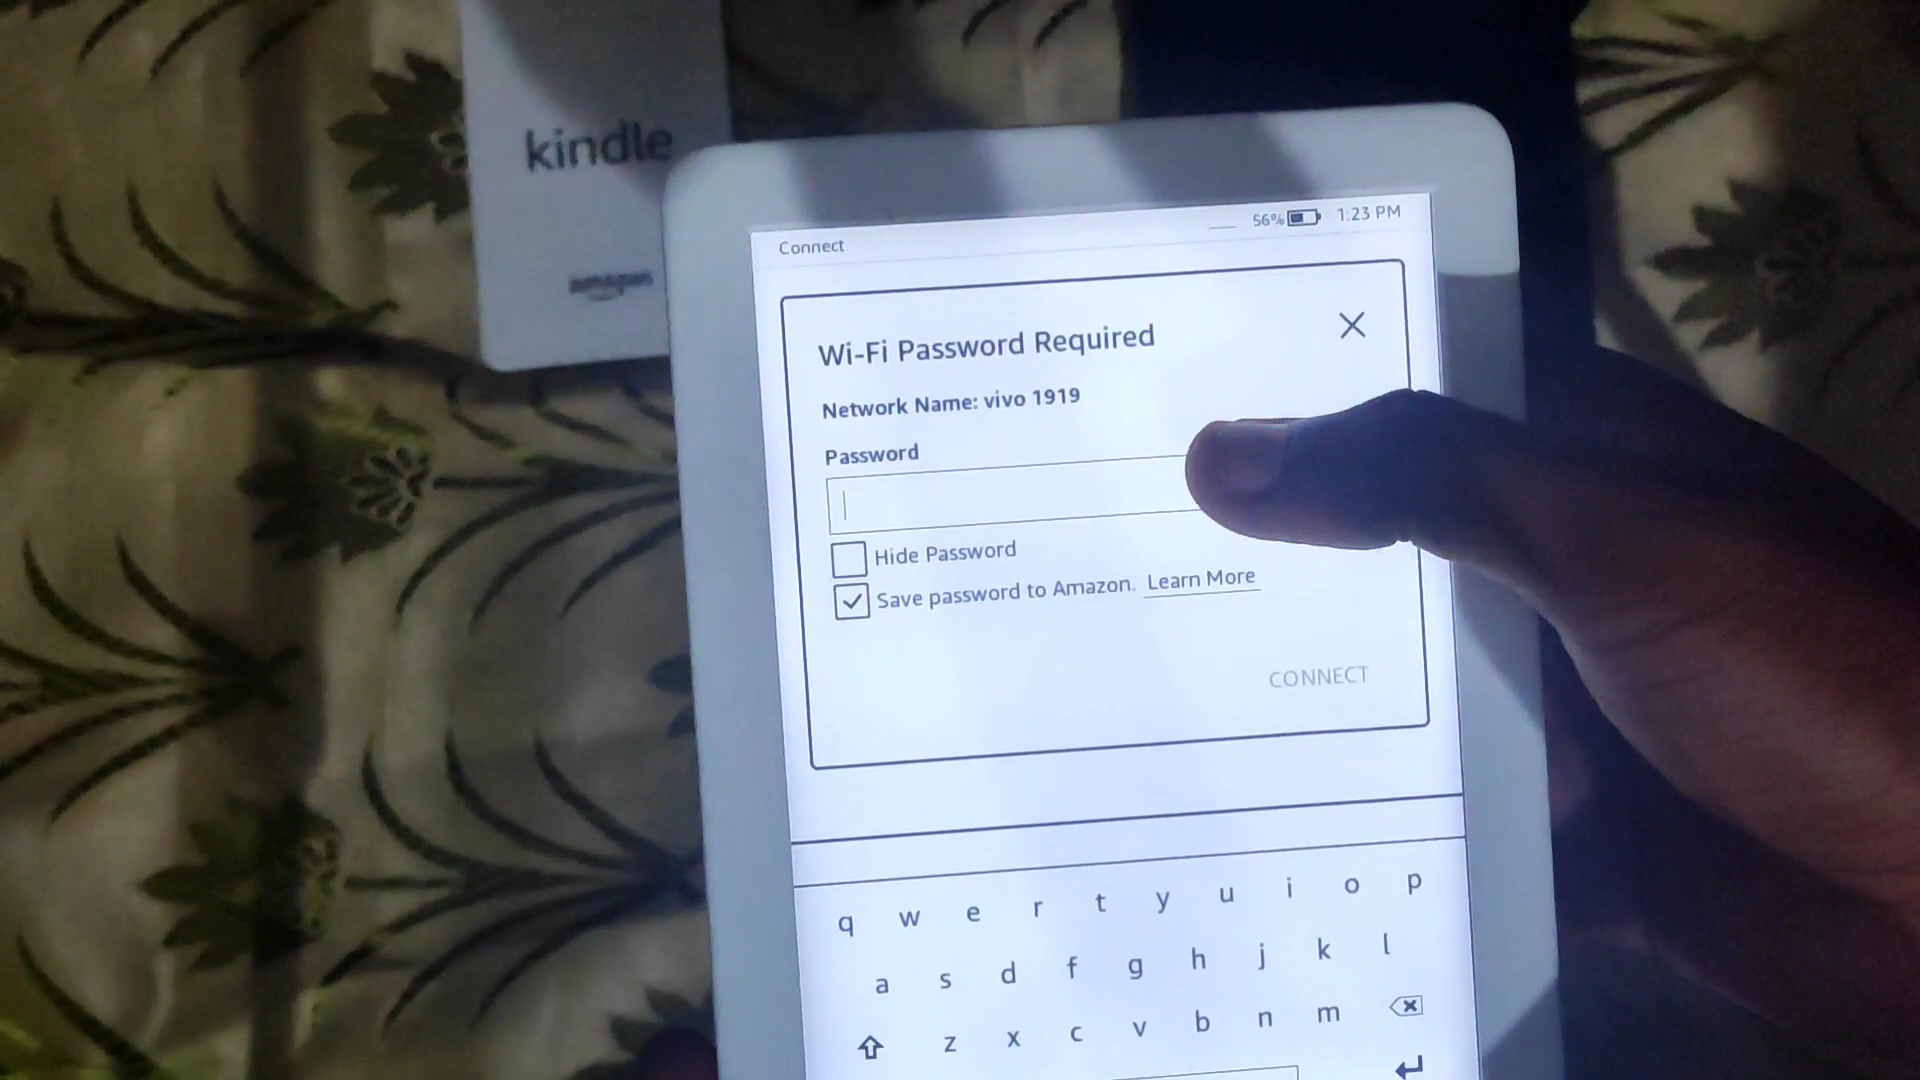 kindle
amazon
56% 1:23 PM
Connect
Wi-Fi Password Required
Network Name: vivo 1919
Password
Hide Password
Save password to Amazon. Learn More
CONNECT
q w e r t y u i o p
a s d f g h j k l
z x c v b n m